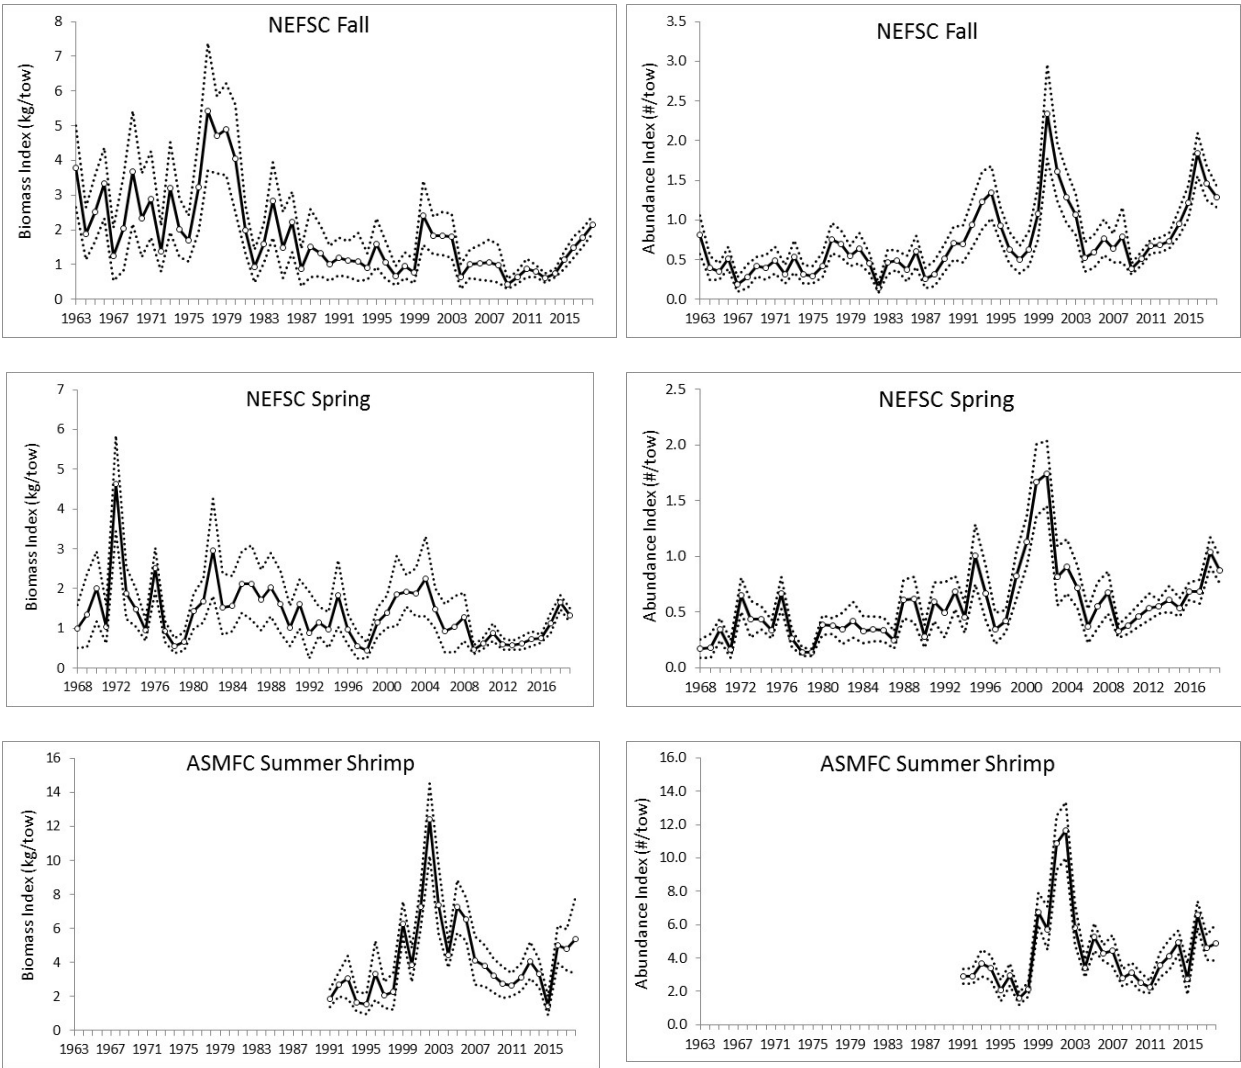 NEFSC Fall
Biomass Index (kg/tow)
8
7
6
5
4
3
2
1
0
1963 1967 1971 1975 1979 1983 1987 1991 1995 1999 2003 2007 2011 2015
NEFSC Fall
Abundance Index (#/tow)
3.5
3.0
2.5
2.0
1.5
1.0
0.5
0.0
1963 1967 1971 1975 1979 1983 1987 1991 1995 1999 2003 2007 2011 2015
NEFSC Spring
Biomass Index (kg/tow)
7
6
5
4
3
2
1
0
1968 1972 1976 1980 1984 1988 1992 1996 2000 2004 2008 2012 2016
NEFSC Spring
Abundance Index (#/tow)
2.5
2.0
1.5
1.0
0.5
0.0
1968 1972 1976 1980 1984 1988 1992 1996 2000 2004 2008 2012 2016
ASMFC Summer Shrimp
Biomass Index (kg/tow)
16
14
12
10
8
6
4
2
0
1963 1967 1971 1975 1979 1983 1987 1991 1995 1999 2003 2007 2011 2015
ASMFC Summer Shrimp
Abundance Index (#/tow)
16.0
14.0
12.0
10.0
8.0
6.0
4.0
2.0
0.0
1963 1967 1971 1975 1979 1983 1987 1991 1995 1999 2003 2007 2011 2015